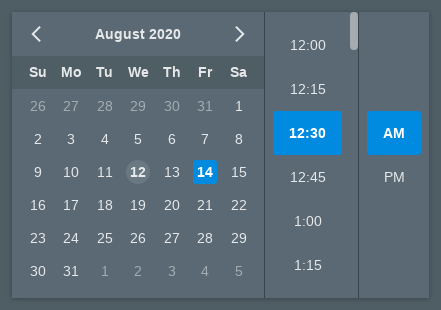 August 2020
Su Mo Tu We Th Fr Sa
26 27 28 29 30 31 1
2 3 4 5 6 7 8
9 10 11 12 13 14 15
16 17 18 19 20 21 22
23 24 25 26 27 28 29
30 31 1 2 3 4 5
12:00
12:15
12:30
12:45
1:00
1:15
AM
PM